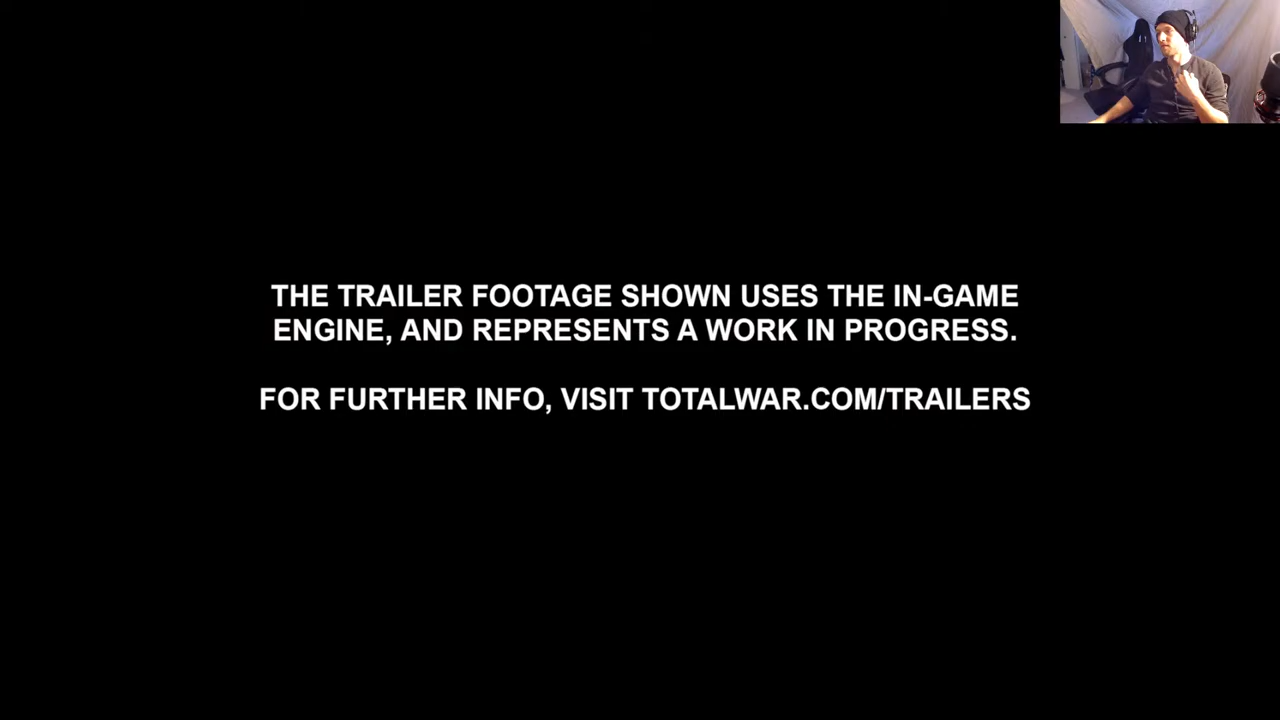 THE TRAILER FOOTAGE SHOWN USES THE IN-GAME
ENGINE, AND REPRESENTS A WORK IN PROGRESS.
FOR FURTHER INFO, VISIT TOTALWAR.COM/TRAILERS